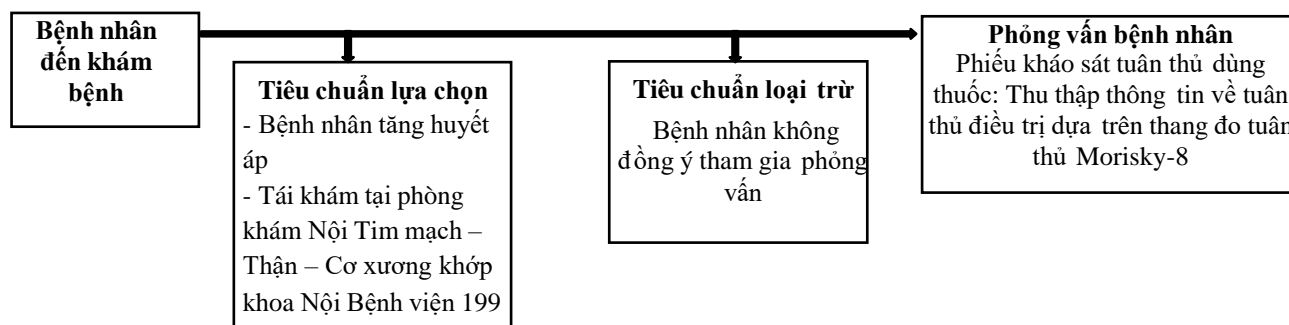 Bệnh nhân
đến khám
bệnh
Tiêu chuẩn lựa chọn
- Bệnh nhân tăng huyết
áp
- Tái khám tại phòng
khám Nội Tim mạch –
Thận – Cơ xương khớp
khoa Nội Bệnh viện 199
Tiêu chuẩn loại trừ
Bệnh nhân không
đồng ý tham gia phỏng
vấn
Phỏng vấn bệnh nhân
Phiếu khảo sát tuân thủ dùng
thuốc: Thu thập thông tin về tuân
thủ điều trị dựa trên thang đo tuân
thủ Morisky-8